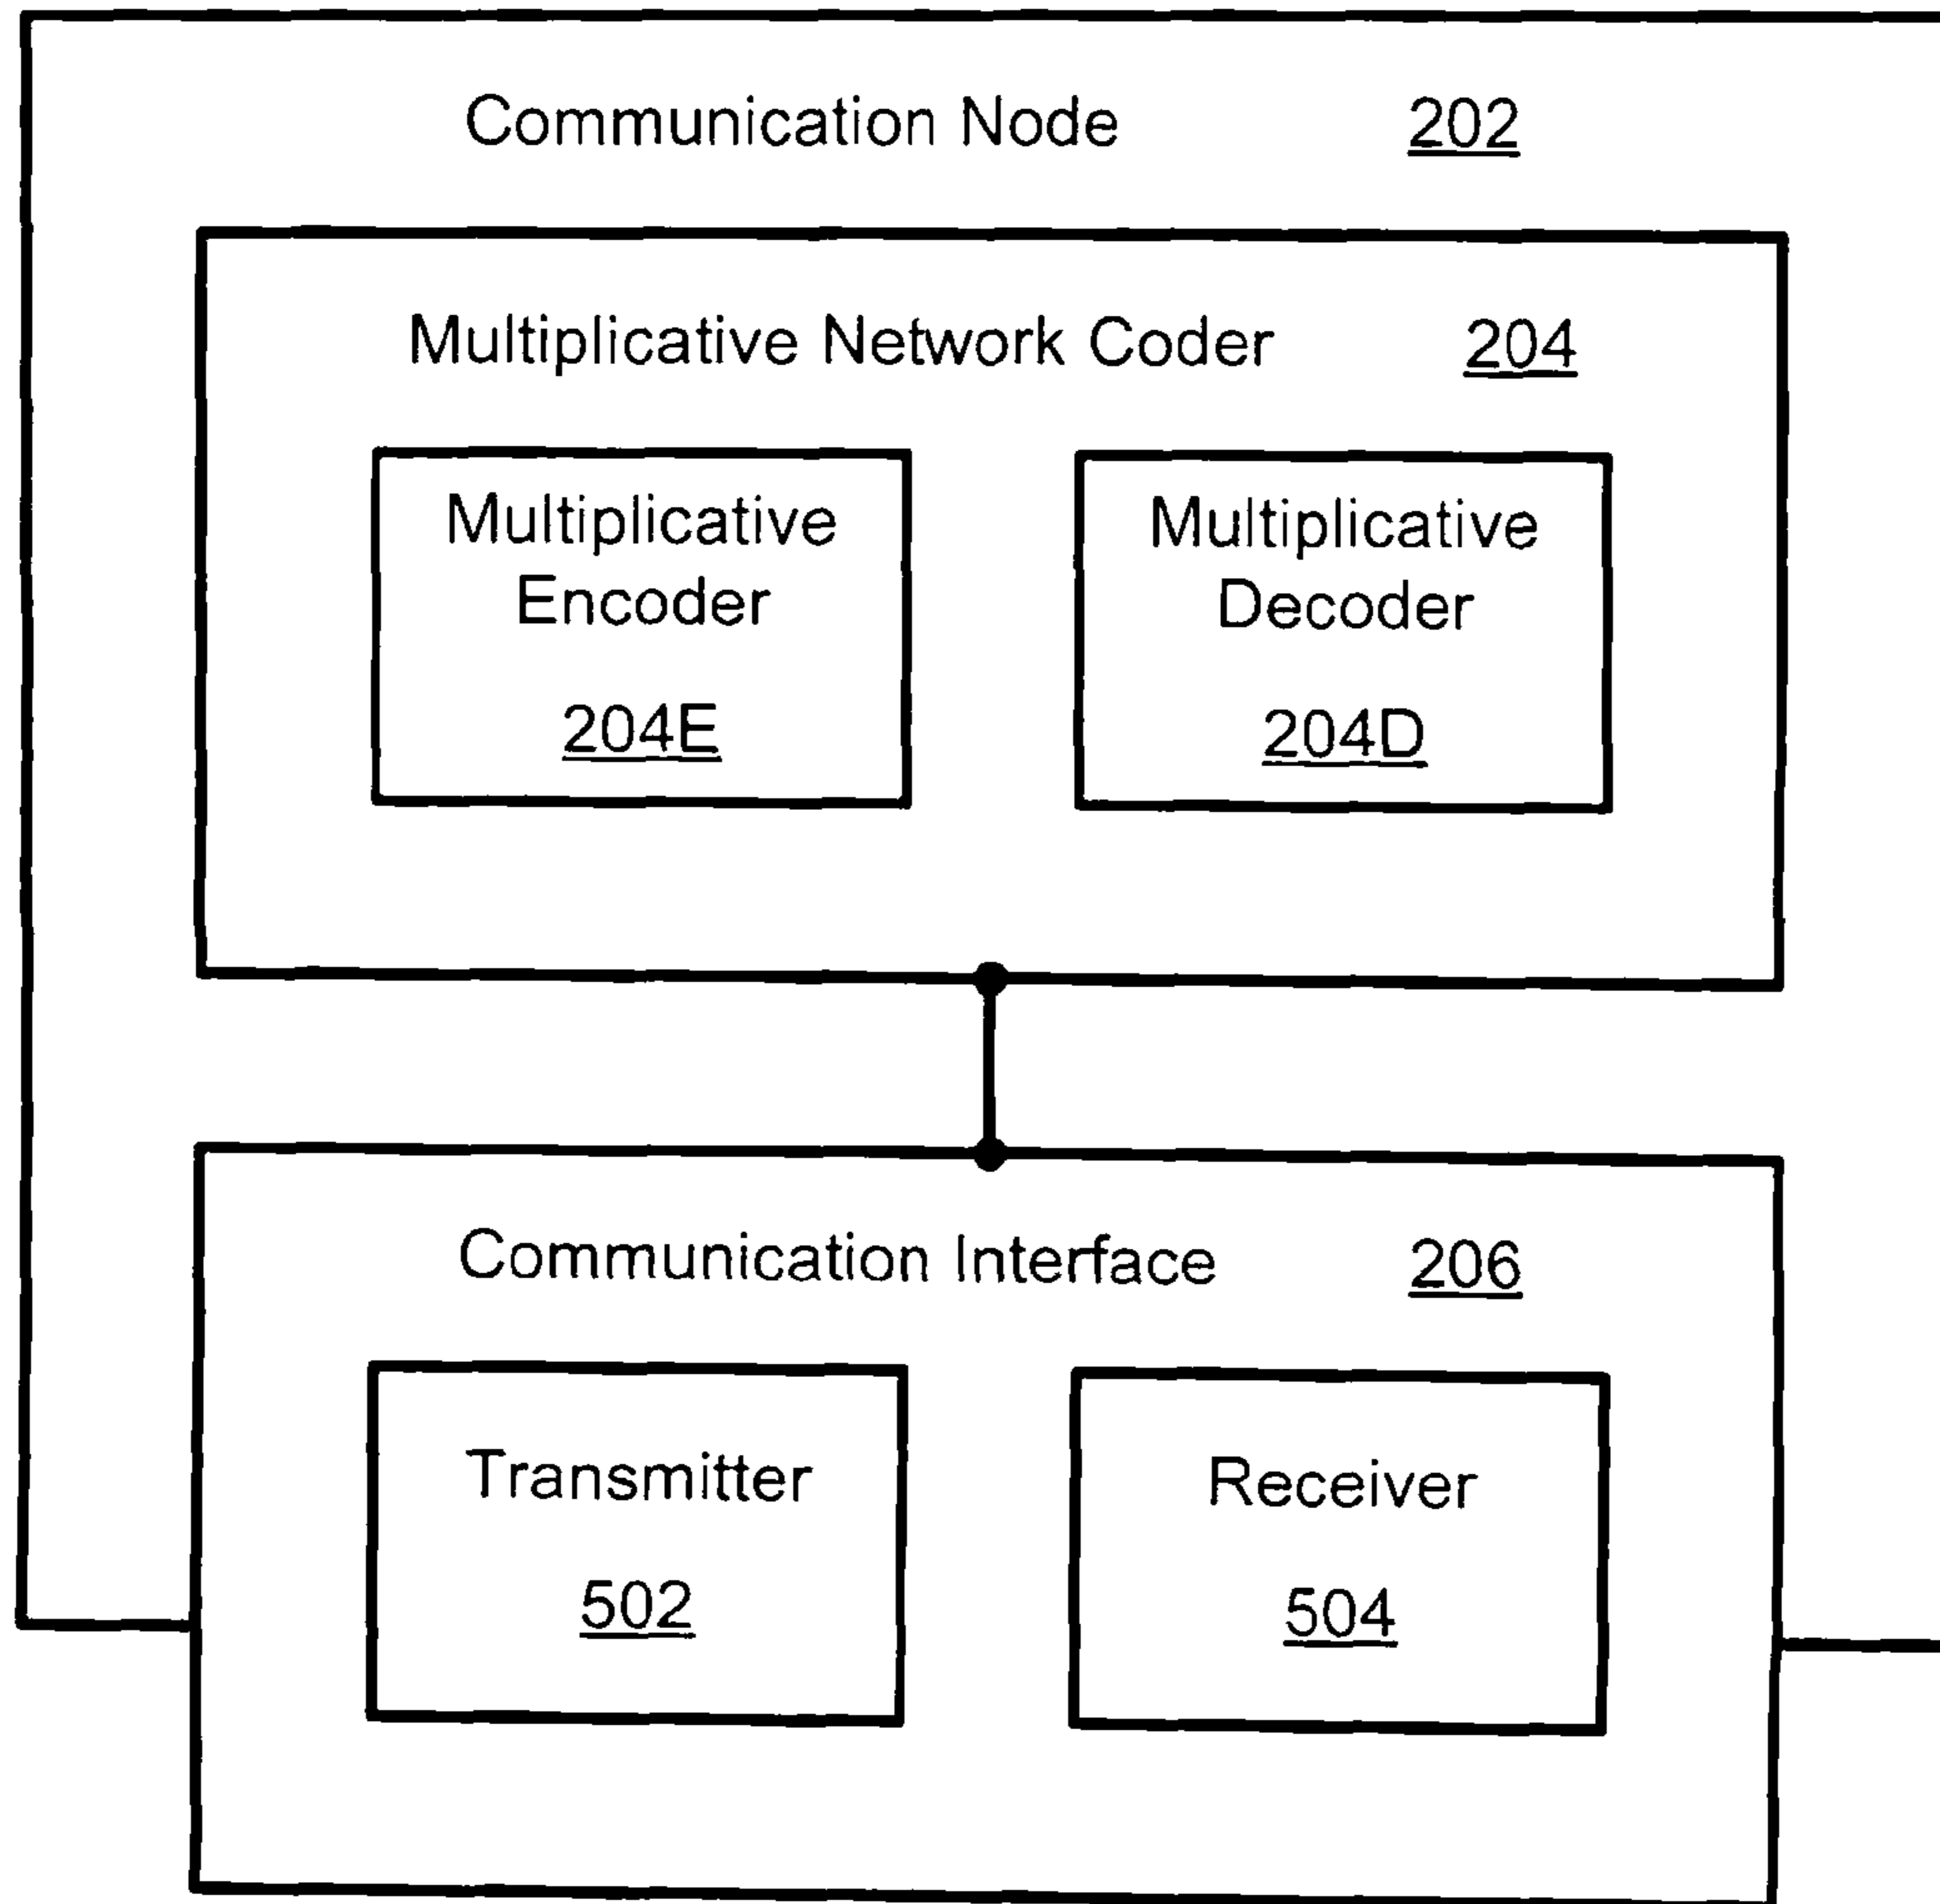 Communication Node 202
Multiplicative Network Coder 204
Multiplicative
Encoder
204E
Multiplicative
Decoder
204D
Communication Interface 206
Transmitter
502
Receiver
504